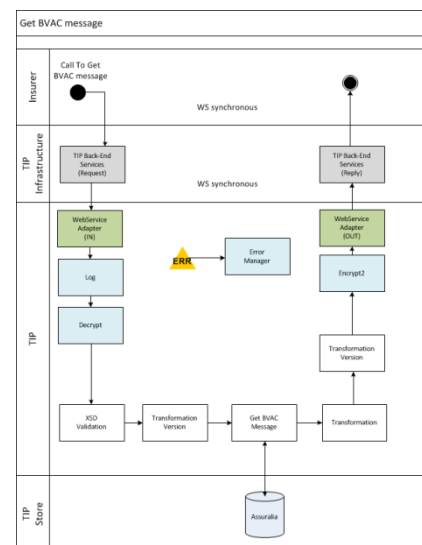 Get BVAC message
Insurer
Call To Get
BVAC message
WS synchronous
TIP
Infrastructure
TIP Back-End
Services
(Request)
WS synchronous
TIP Back-End
Services
(Reply)
TIP
WebService
Adapter
(IN)
WebService
Adapter
(OUT)
ERR
Error
Manager
Log
Encrypt2
Decrypt
Transformation
Version
XSD
Validation
Transformation
Version
Get BVAC
Message
Transformation
TIP
Store
Assuralia